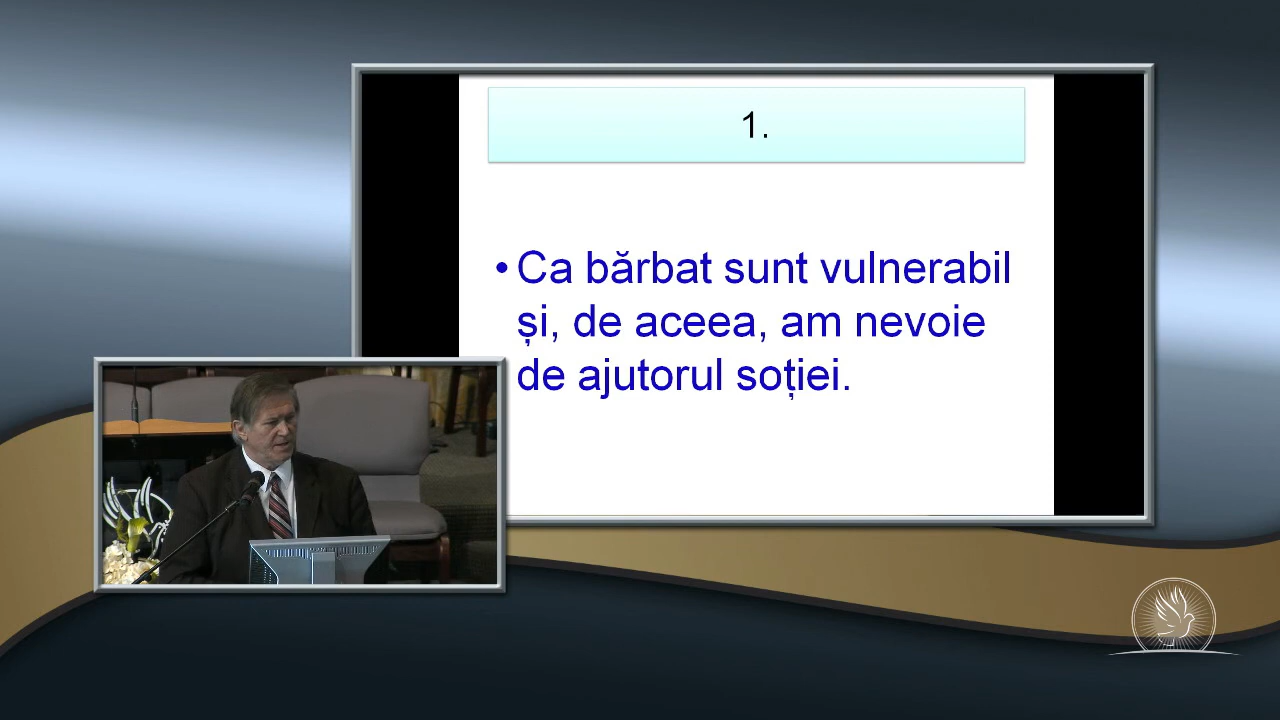 1.
• Ca bărbat sunt vulnerabil
și, de aceea, am nevoie
de ajutorul soției.